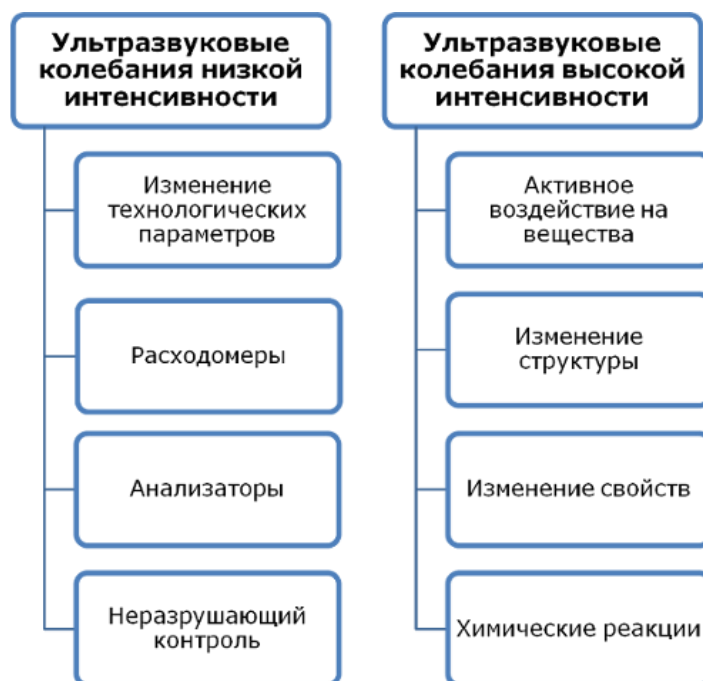 Ультразвуковые
колебания низкой
интенсивности
Изменение
технологических
параметров
Расходомеры
Анализаторы
Неразрушающий
контроль
Ультразвуковые
колебания высокой
интенсивности
Активное
воздействие на
вещества
Изменение
структуры
Изменение свойств
Химические реакции